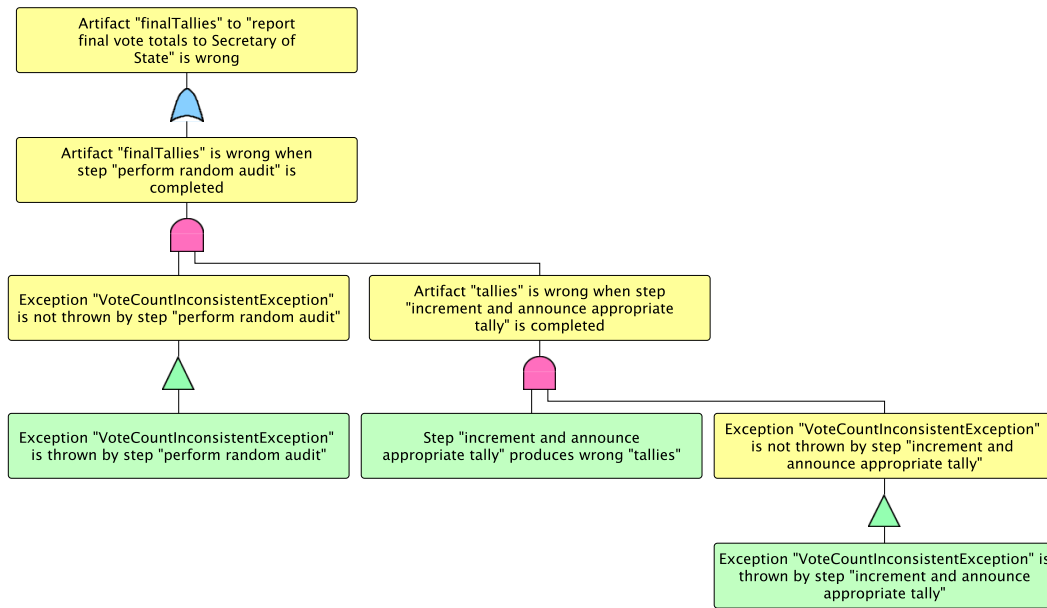 Artifact "finalTallies" to "report
final vote totals to Secretary of
State" is wrong
Artifact "finalTallies" is wrong when
step "perform random audit" is
completed
Exception "VoteCountInconsistentException"
is not thrown by step "perform random audit"
Artifact "tallies" is wrong when step
"increment and announce appropriate
tally" is completed
Exception "VoteCountInconsistentException"
is thrown by step "perform random audit"
Step "increment and announce
appropriate tally" produces wrong "tallies"
Exception "VoteCountInconsistentException"
is not thrown by step "increment and
announce appropriate tally"
Exception "VoteCountInconsistentException" is
thrown by step "increment and announce
appropriate tally"